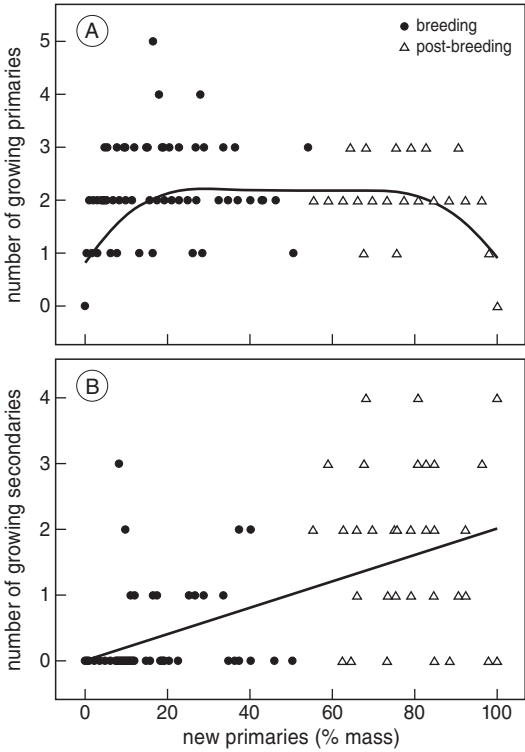 A
breeding
post-breeding
number of growing primaries
5
4
3
2
1
0
B
number of growing secondaries
4
3
2
1
0
0 20 40 60 80 100
new primaries (% mass)